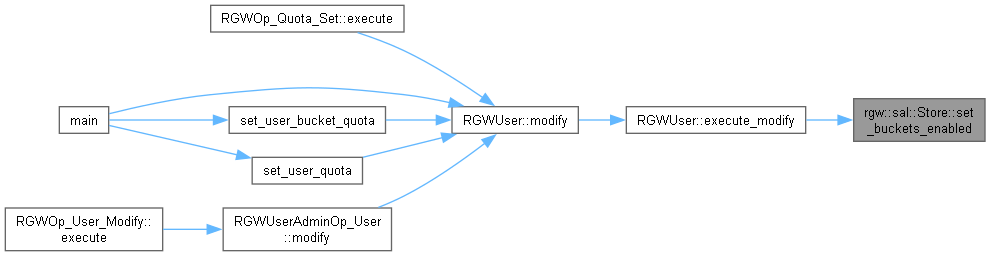 RGWOp_Quota_Set::execute
main
set_user_bucket_quota
RGWUser::modify
RGWUser::execute_modify
rgw::sal::Store::set
_buckets_enabled
set_user_quota
RGWOp_User_Modify::
execute
RGWUserAdminOp_User
::modify